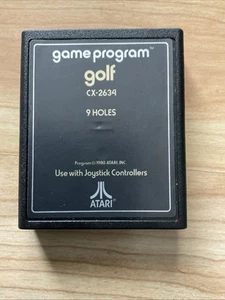 game program™
golf
CX-2634
9 HOLES
Program © 1980 ATARI, INC.
Use with Joystick Controllers
ATARI